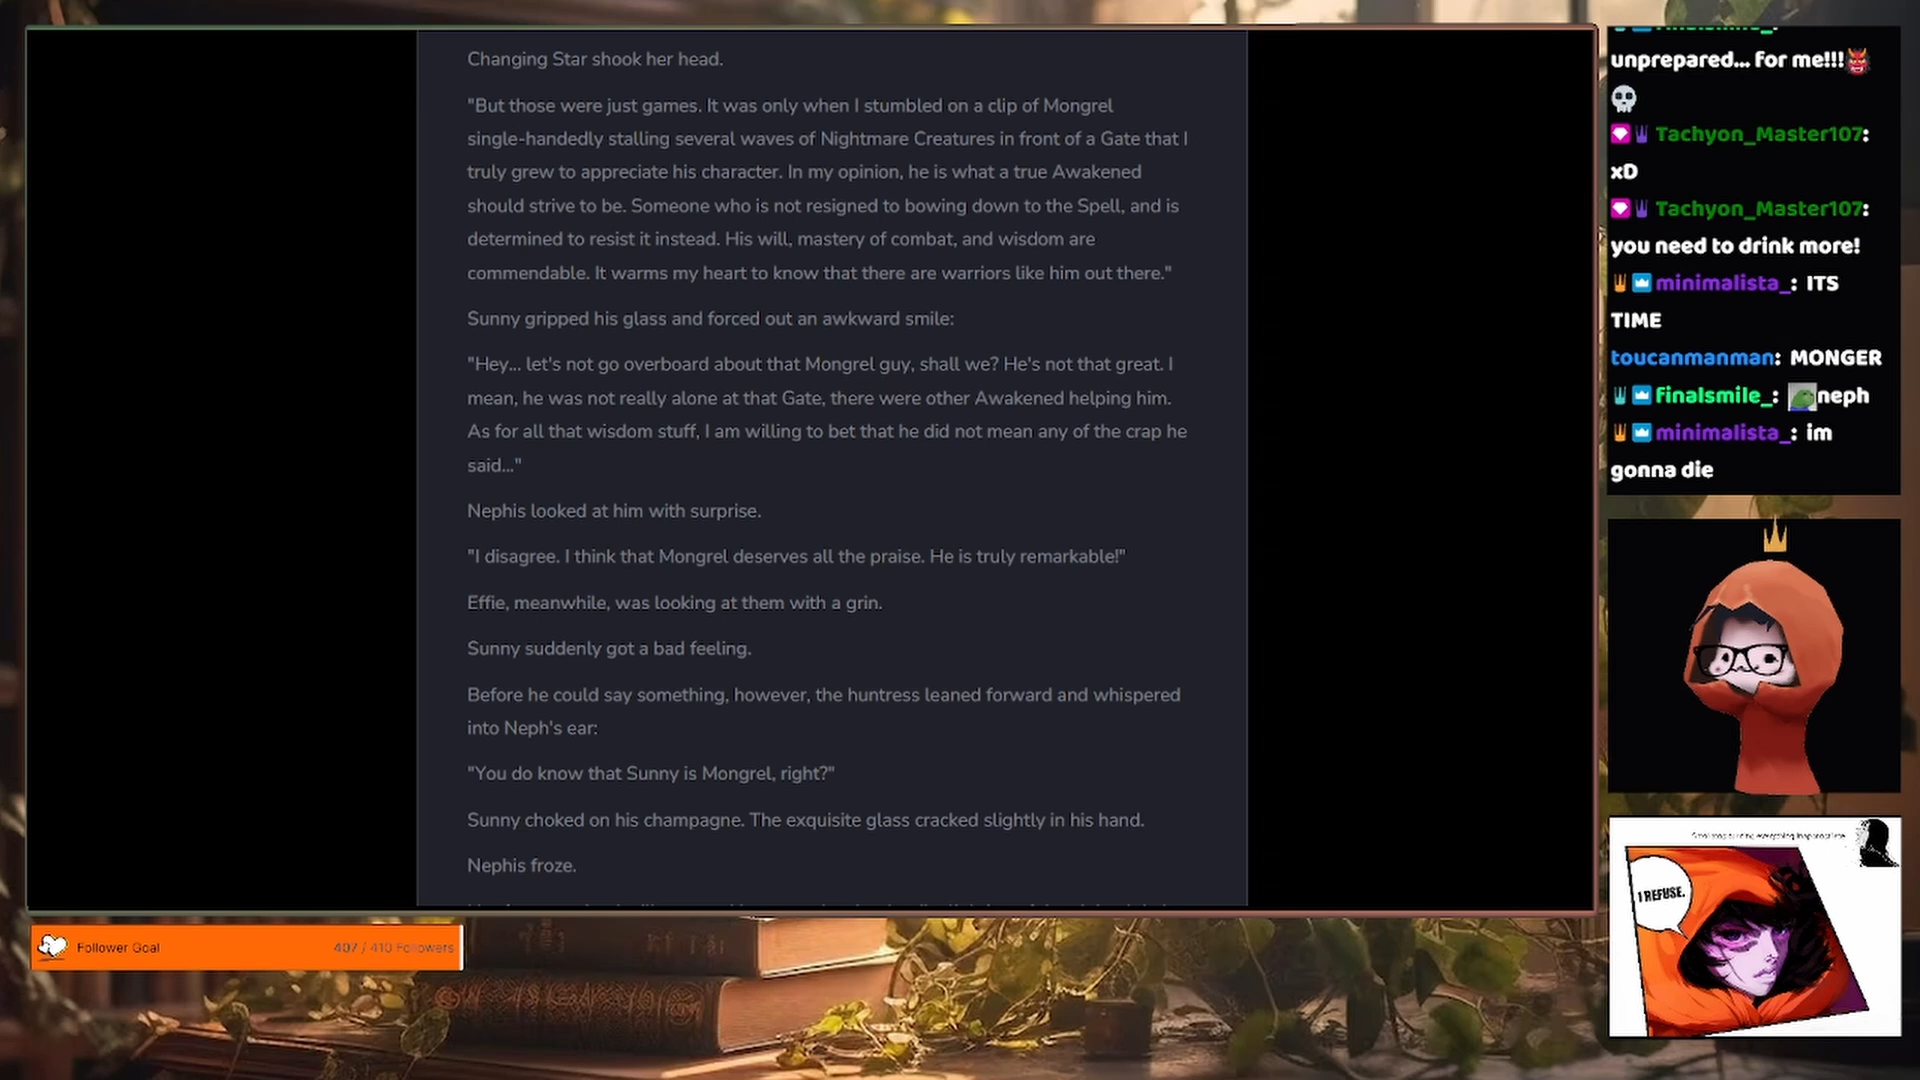 Changing Star shook her head.
"But those were just games. It was only when I stumbled on a clip of Mongrel
single-handedly stalling several waves of Nightmare Creatures in front of a Gate that I
truly grew to appreciate his character. In my opinion, he is what a true Awakened
should strive to be. Someone who is not resigned to bowing down to the Spell, and is
determined to resist it instead. His will, mastery of combat, and wisdom are
commendable. It warms my heart to know that there are warriors like him out there."
Sunny gripped his glass and forced out an awkward smile:
"Hey... let's not go overboard about that Mongrel guy, shall we? He's not that great. I
mean, he was not really alone at that Gate, there were other Awakened helping him.
As for all that wisdom stuff, I am willing to bet that he did not mean any of the crap he
said..."
Nephis looked at him with surprise.
"I disagree. I think that Mongrel deserves all the praise. He is truly remarkable!"
Effie, meanwhile, was looking at them with a grin.
Sunny suddenly got a bad feeling.
Before he could say something, however, the huntress leaned forward and whispered
into Neph's ear:
"You do know that Sunny is Mongrel, right?"
Sunny choked on his champagne. The exquisite glass cracked slightly in his hand.
Nephis froze.
unprepared... for me!!!
Tachyon_Master107:
xD
Tachyon_Master107:
you need to drink more!
minimalista_: ITS
TIME
toucanmanman: MONGER
finalsmile_: neph
minimalista_: im
gonna die
I REFUSE.
Follower Goal 407 / 410 Followers